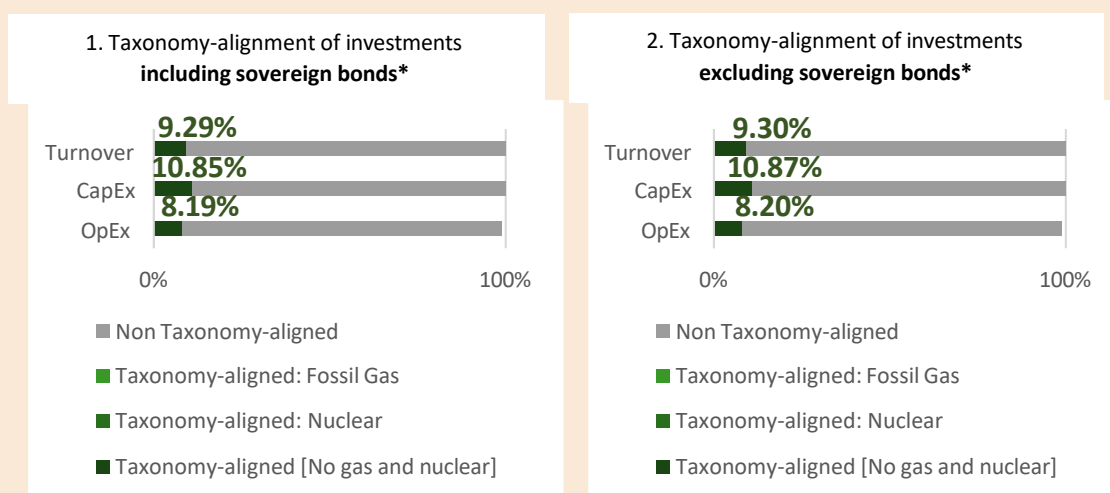 1. Taxonomy-alignment of investments
including sovereign bonds*
9.29%
Turnover
10.85%
CapEx
8.19%
OpEx
0% 100%
Non Taxonomy-aligned
Taxonomy-aligned: Fossil Gas
Taxonomy-aligned: Nuclear
Taxonomy-aligned [No gas and nuclear]
2. Taxonomy-alignment of investments
excluding sovereign bonds*
9.30%
Turnover
10.87%
CapEx
8.20%
OpEx
0% 100%
Non Taxonomy-aligned
Taxonomy-aligned: Fossil Gas
Taxonomy-aligned: Nuclear
Taxonomy-aligned [No gas and nuclear]